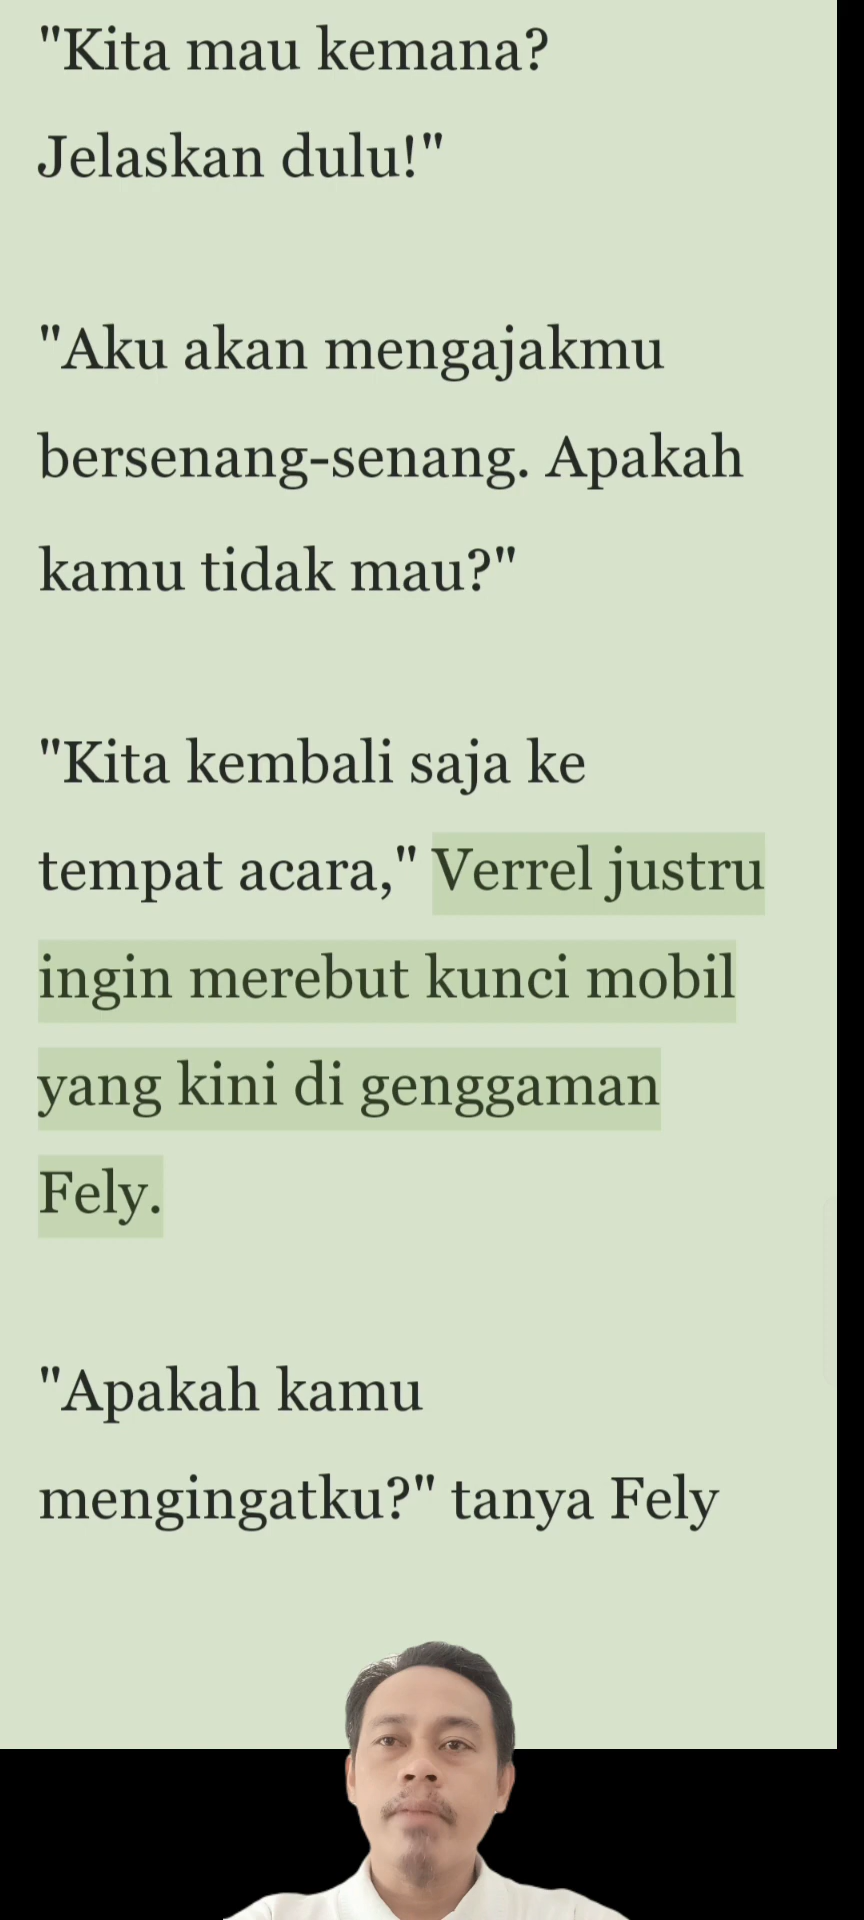 "Kita mau kemana?
Jelaskan dulu!"
"Aku akan mengajakmu
bersenang-senang. Apakah
kamu tidak mau?"
"Kita kembali saja ke
tempat acara," Verrel justru
ingin merebut kunci mobil
yang kini di genggaman
Fely.
"Apakah kamu
mengingatku?" tanya Fely